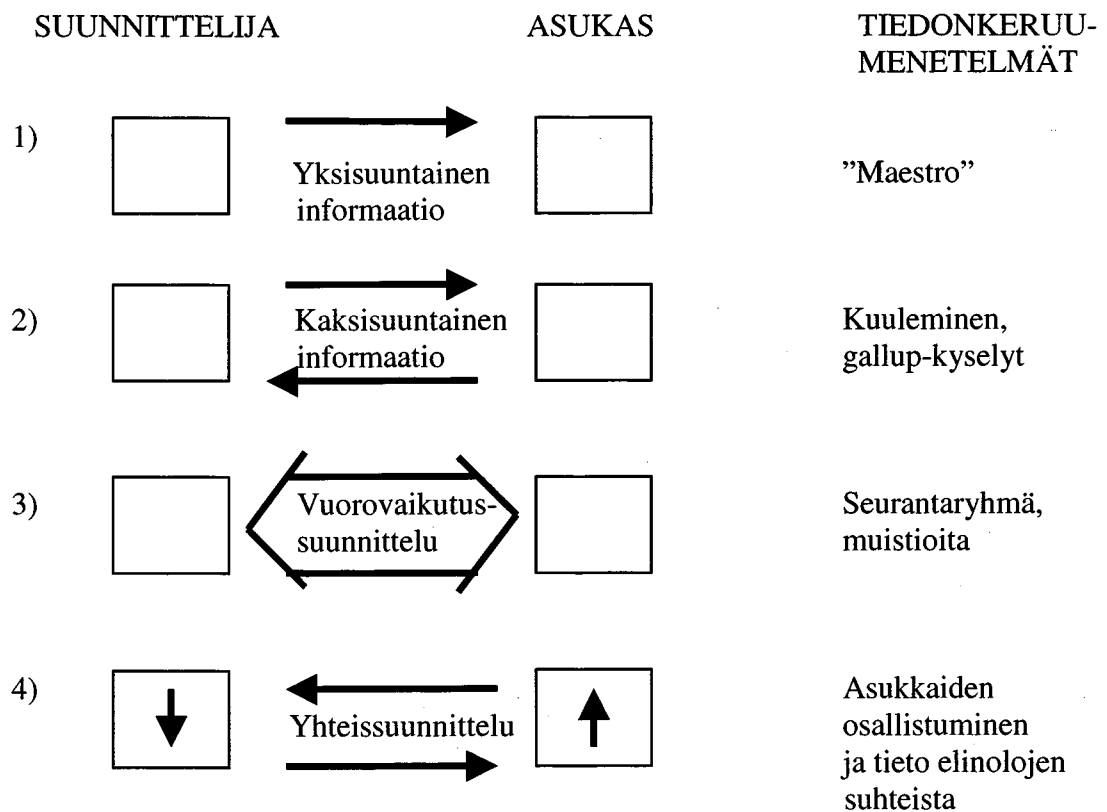 SUUNNITTELIJA
ASUKAS
TIEDONKERUU-
MENETELMÄT
1)
Yksisuuntainen
informaatio
”Maestro”
2)
Kaksisuuntainen
informaatio
Kuuleminen,
gallup-kyselyt
3)
Vuorovaikutus-
suunnittelu
Seurantaryhmä,
muistioita
4)
Yhteissuunnittelu
Asukkaiden
osallistuminen
ja tieto elinolojen
suhteista